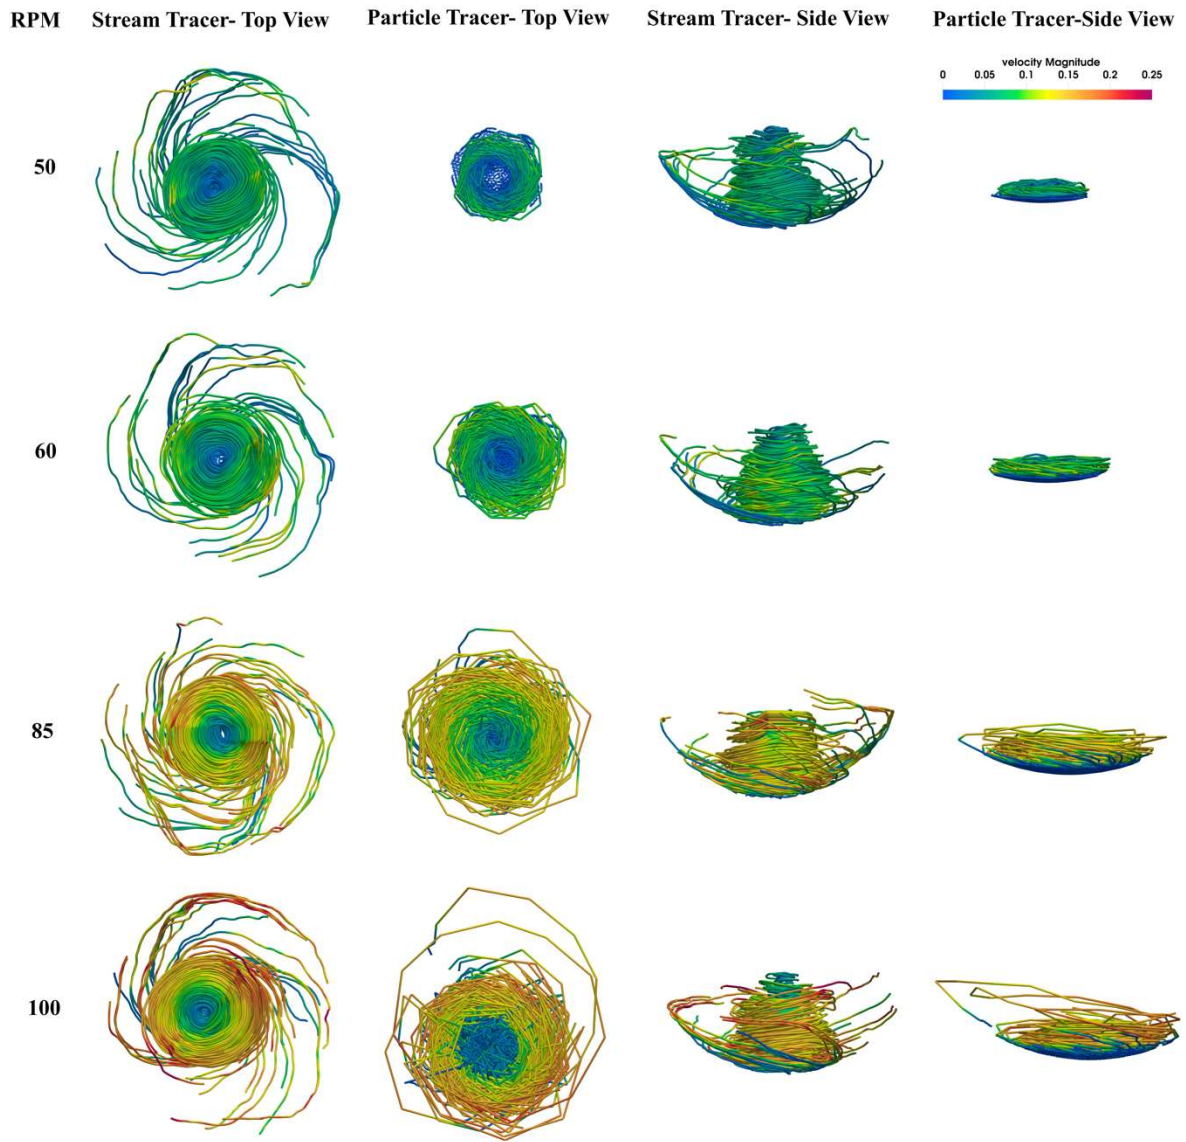 RPM Stream Tracer- Top View Particle Tracer- Top View Stream Tracer- Side View Particle Tracer-Side View
velocity Magnitude
0 0.05 0.1 0.15 0.2 0.25
50
60
85
100